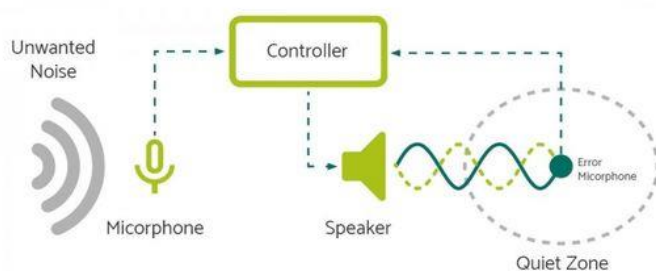 Unwanted
Noise
Controller
Error
Micorphone
Micorphone
Speaker
Quiet Zone